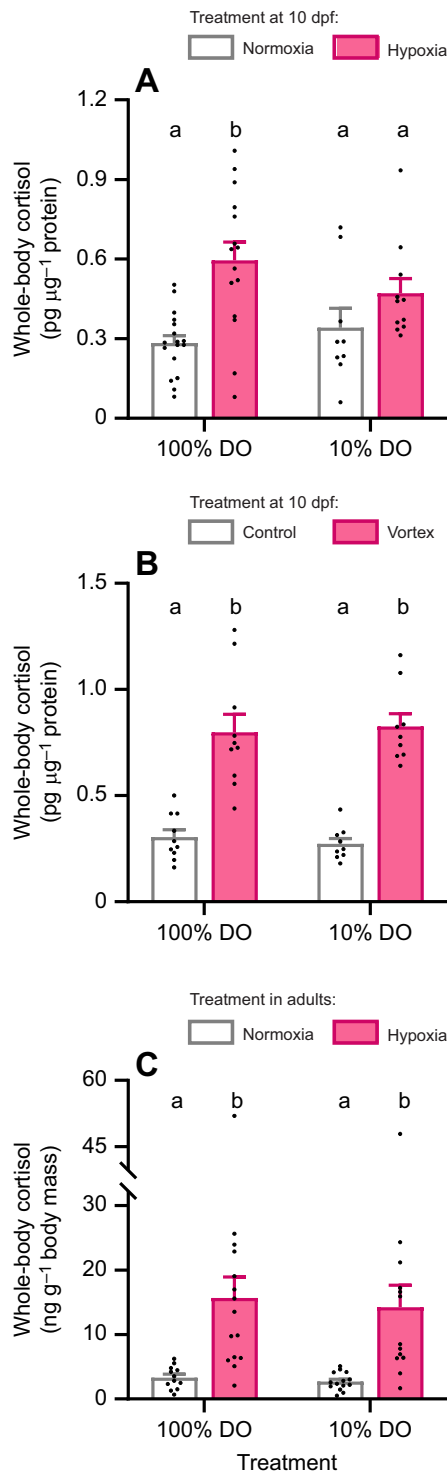 Treatment at 10 dpf:
Normoxia Hypoxia
A
1.2
a b a a
0.9
0.6
0.3
0
Whole-body cortisol
(pg μg⁻¹ protein)
100% DO 10% DO
Treatment at 10 dpf:
Control Vortex
B
1.5
a b a b
1.0
0.5
0
Whole-body cortisol
(pg μg⁻¹ protein)
100% DO 10% DO
Treatment in adults:
Normoxia Hypoxia
C
60
a b a b
45
30
20
10
0
Whole-body cortisol
(ng g⁻¹ body mass)
100% DO 10% DO
Treatment